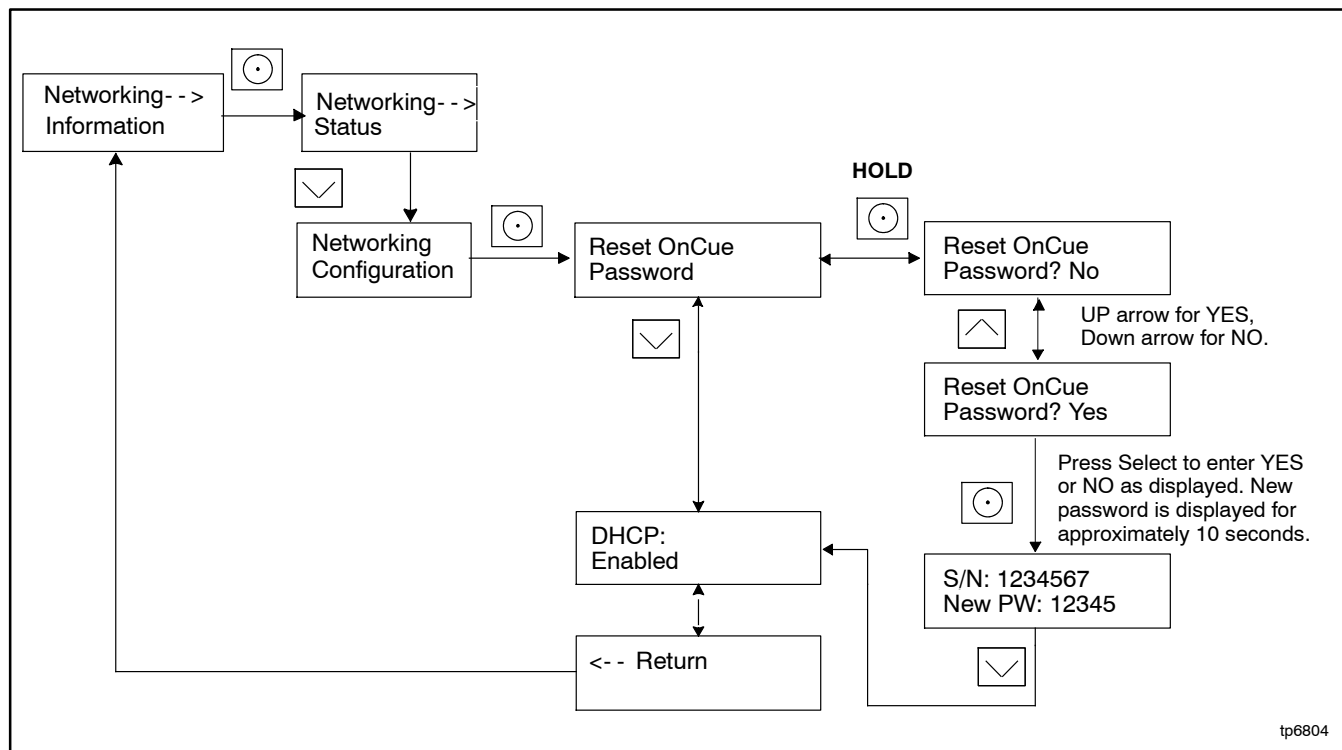 Networking-->
Information
Networking-->
Status
Networking
Configuration
Reset OnCue
Password
HOLD
Reset OnCue
Password? No
UP arrow for YES,
Down arrow for NO.
Reset OnCue
Password? Yes
Press Select to enter YES
or NO as displayed. New
password is displayed for
approximately 10 seconds.
S/N: 1234567
New PW: 12345
DHCP:
Enabled
<-- Return
tp6804